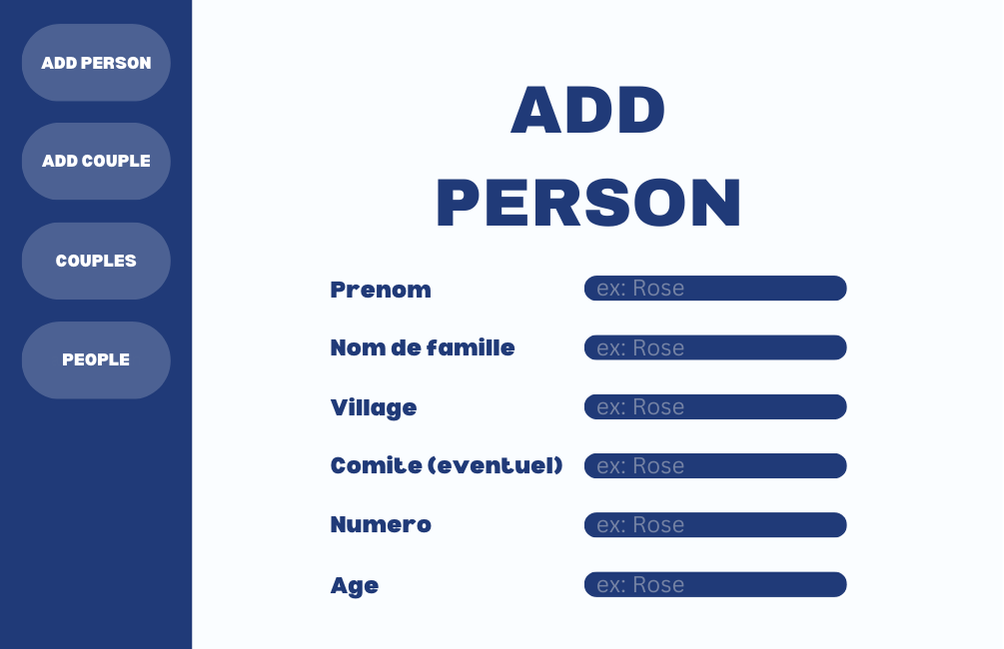 ADD PERSON
ADD COUPLE
COUPLES
PEOPLE
ADD
PERSON
Prenom ex: Rose
Nom de famille ex: Rose
Village ex: Rose
Comite (eventuel) ex: Rose
Numero ex: Rose
Age ex: Rose